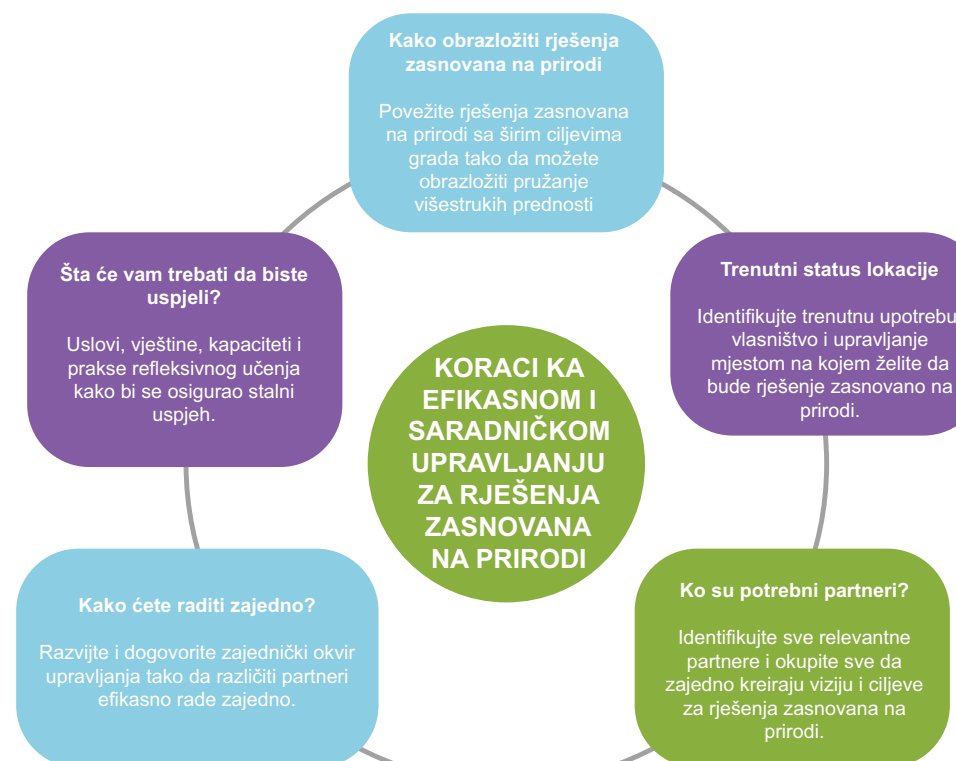 Kako obrazložiti rješenja
zasnovana na prirodi
Povežite rješenja zasnovana
na prirodi sa širim ciljevima
grada tako da možete
obrazložiti pružanje
višestrukih prednosti
Trenutni status lokacije
Identifikujte trenutnu upotrebu
vlasništvo i upravljanje
mjestom na kojem želite da
bude rješenje zasnovano na
prirodi.
Ko su potrebni partneri?
Identifikujte sve relevantne
partnere i okupite sve da
zajedno kreiraju viziju i ciljeve
za rješenja zasnovana na
prirodi.
Kako ćete raditi zajedno?
Razvijte i dogovorite zajednički okvir
upravljanja tako da različiti partneri
efikasno rade zajedno.
Šta će vam trebati da biste
uspjeli?
Uslovi, vještine, kapaciteti i
prakse refleksivnog učenja
kako bi se osigurao stalni
uspjeh.
KORACI KA
EFIKASNOM I
SARADNIČKOM
UPRAVLJANJU
ZA RJEŠENJA
ZASNOVANA
NA PRIRODI